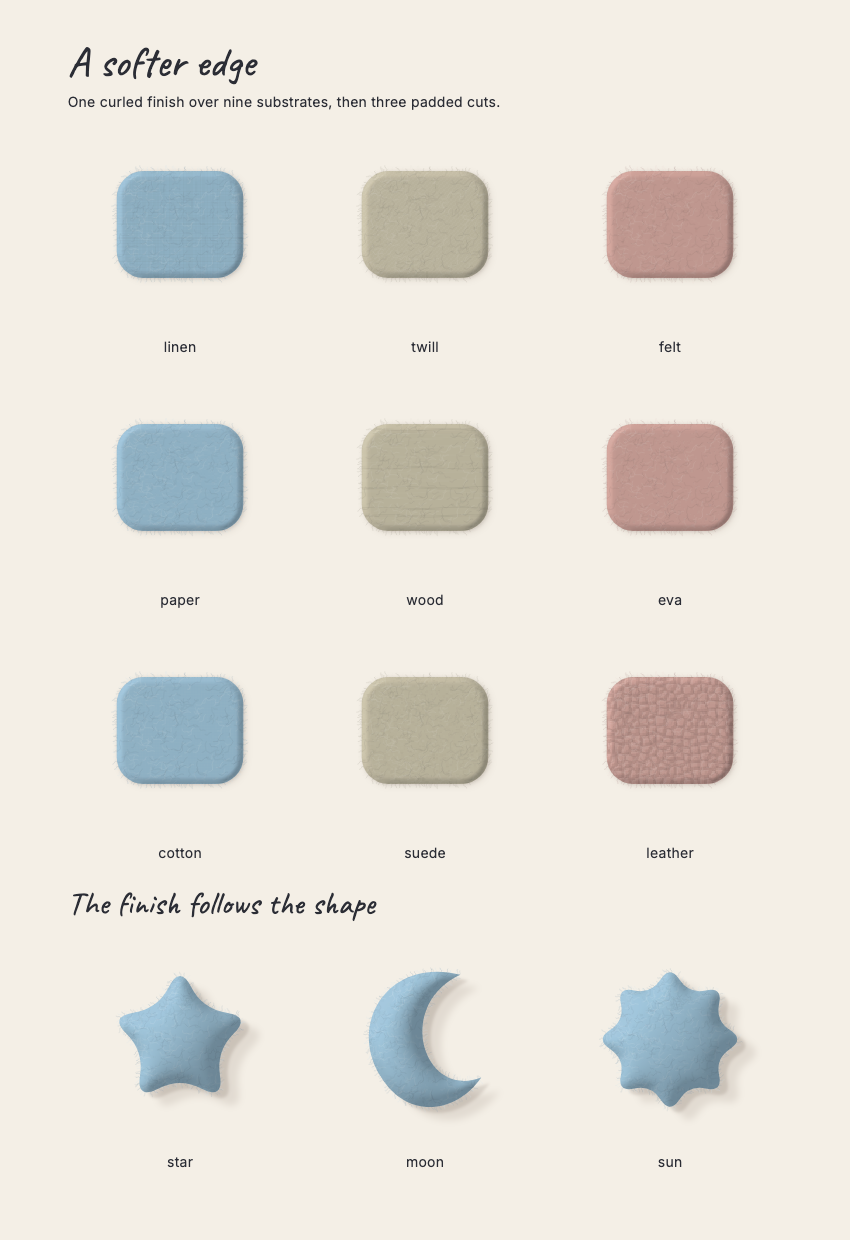 A softer edge
One curled finish over nine substrates, then three padded cuts.
linen
twill
felt
paper
wood
eva
cotton
suede
leather
The finish follows the shape
star
moon
sun